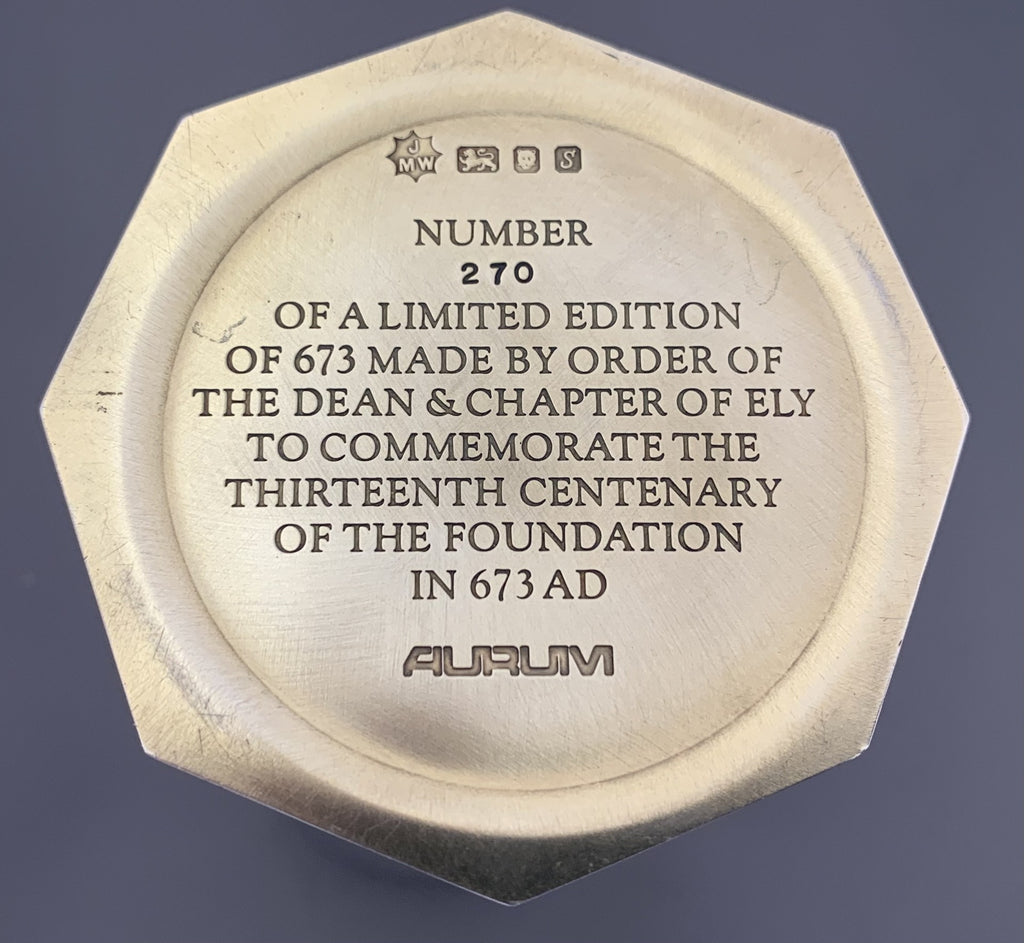 J
MW S
NUMBER
270
OF A LIMITED EDITION
OF 673 MADE BY ORDER OF
THE DEAN & CHAPTER OF ELY
TO COMMEMORATE THE
THIRTEENTH CENTENARY
OF THE FOUNDATION
IN 673 AD
AURUM